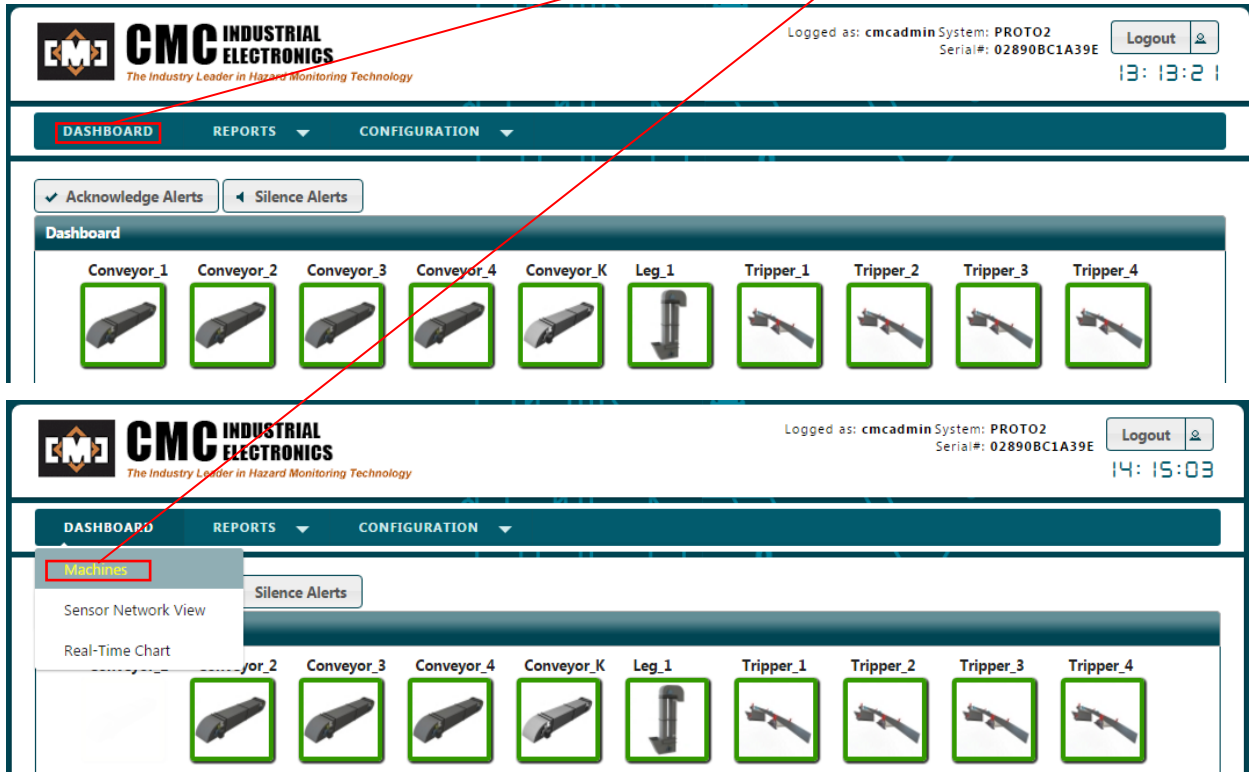 CMC INDUSTRIAL ELECTRONICS
The Industry Leader in Hazard Monitoring Technology
Logged as: cmcadmin System: PROTO2
Serial#: 02890BC1A39E
Logout
13:13:21
DASHBOARD REPORTS CONFIGURATION
Acknowledge Alerts Silence Alerts
Dashboard
Conveyor_1 Conveyor_2 Conveyor_3 Conveyor_4 Conveyor_K Leg_1 Tripper_1 Tripper_2 Tripper_3 Tripper_4
CMC INDUSTRIAL ELECTRONICS
The Industry Leader in Hazard Monitoring Technology
Logged as: cmcadmin System: PROTO2
Serial#: 02890BC1A39E
Logout
14:15:03
DASHBOARD REPORTS CONFIGURATION
Machines
Silence Alerts
Sensor Network View
Real-Time Chart
Conveyor_3 Conveyor_4 Conveyor_K Leg_1 Tripper_1 Tripper_2 Tripper_3 Tripper_4